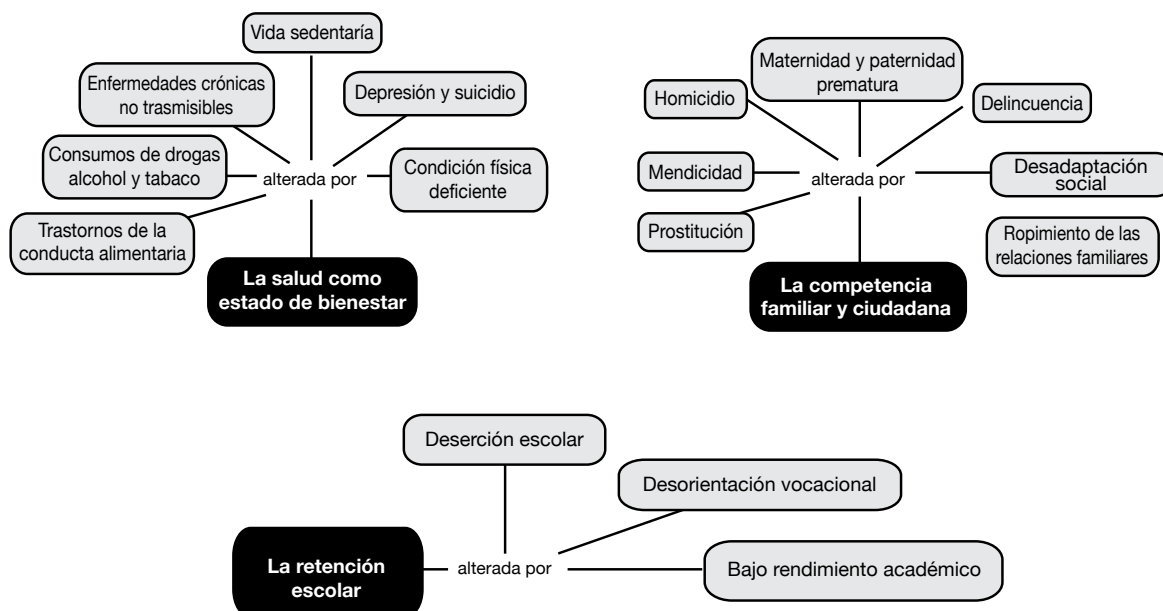 Vida sedentaría
Enfermedades crónicas
no trasmisibles
Depresión y suicidio
Consumos de drogas
alcohol y tabaco
alterada por
Condición física
deficiente
Trastornos de la
conducta alimentaria
La salud como
estado de bienestar
Maternidad y paternidad
prematura
Homicidio
Delincuencia
Mendicidad
alterada por
Desadaptación
social
Prostitución
Ropimiento de las
relaciones familiares
La competencia
familiar y ciudadana
Deserción escolar
Desorientación vocacional
La retención
escolar
alterada por
Bajo rendimiento académico